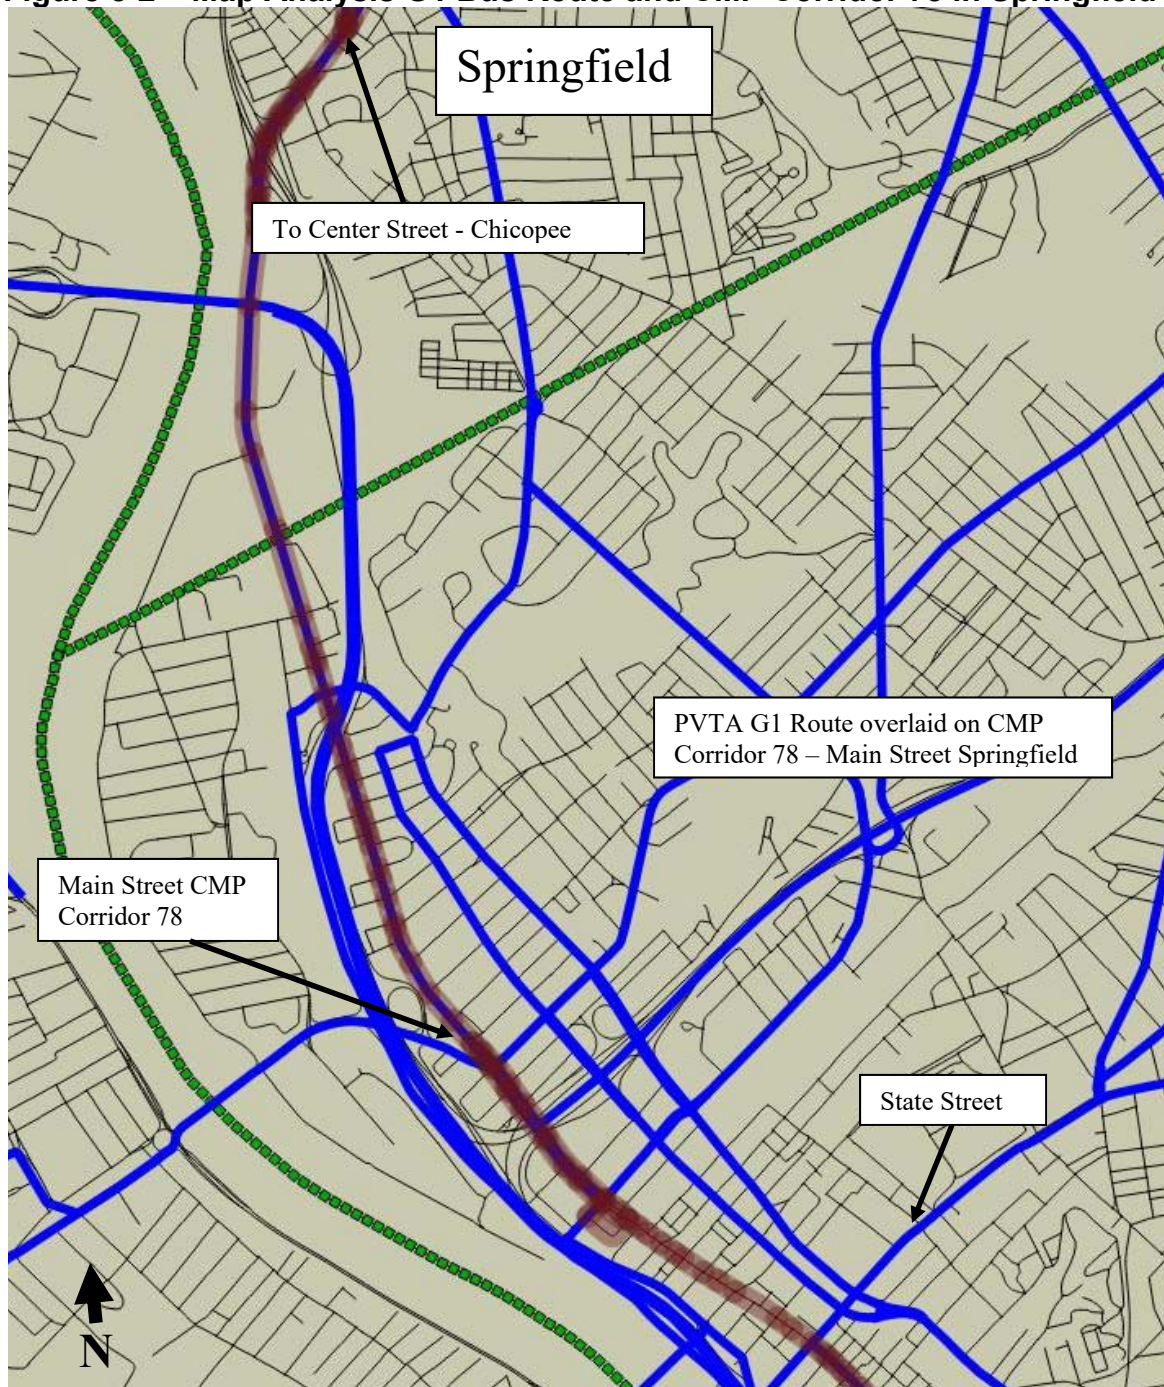 Springfield
To Center Street - Chicopee
PVTA G1 Route overlaid on CMP
Corridor 78 – Main Street Springfield
Main Street CMP
Corridor 78
State Street
N